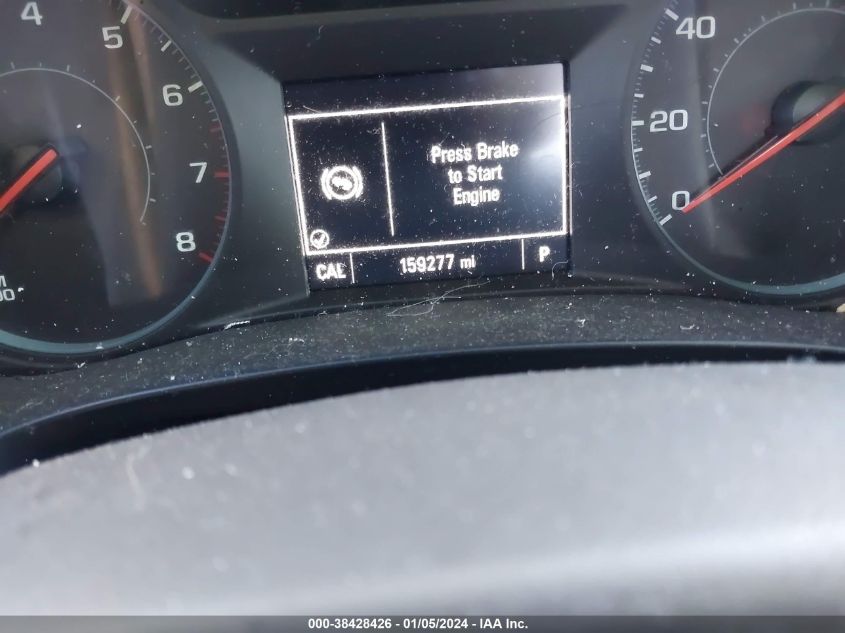 4
5
6
7
8
Press Brake
to Start
Engine
CAL
159277 mi
P
40
20
0
000-38428426 - 01/05/2024 - IAA Inc.